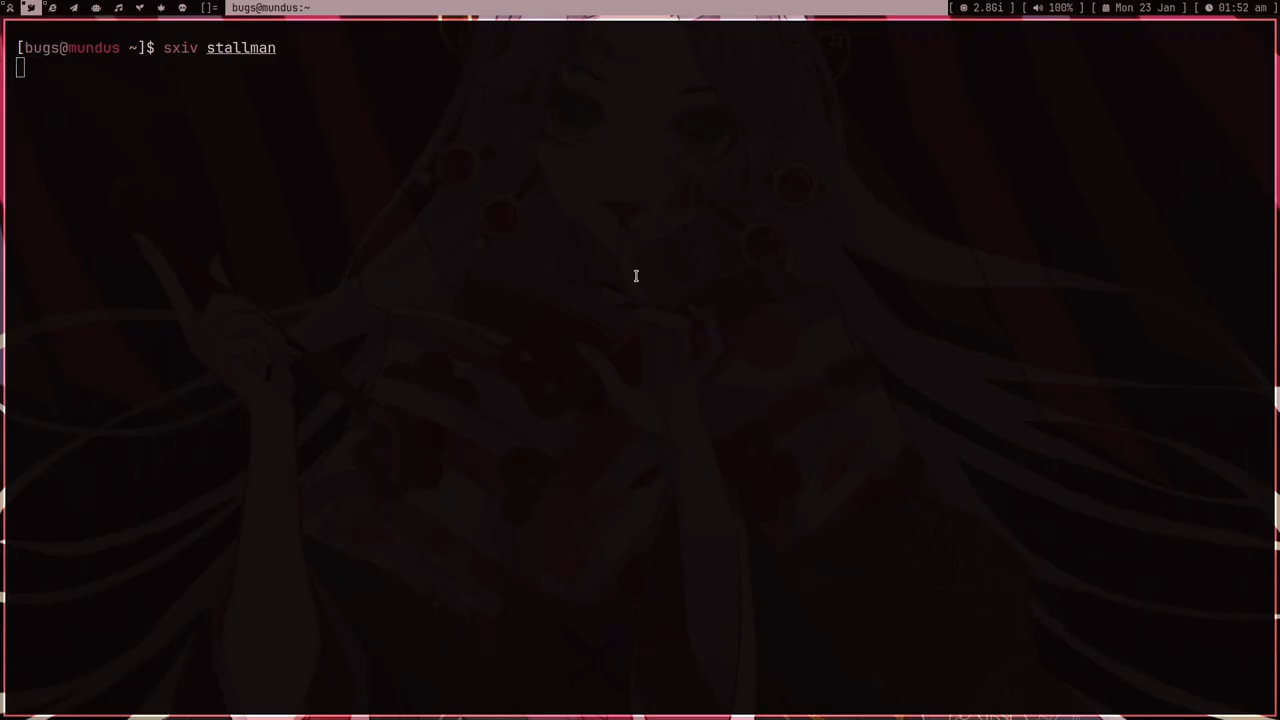 []= bugs@mundus:~ [ 2.8Gi ] [ 100% ] [ Mon 23 Jan ] [ 01:52 am ]
[bugs@mundus ~]$ sxiv stallman